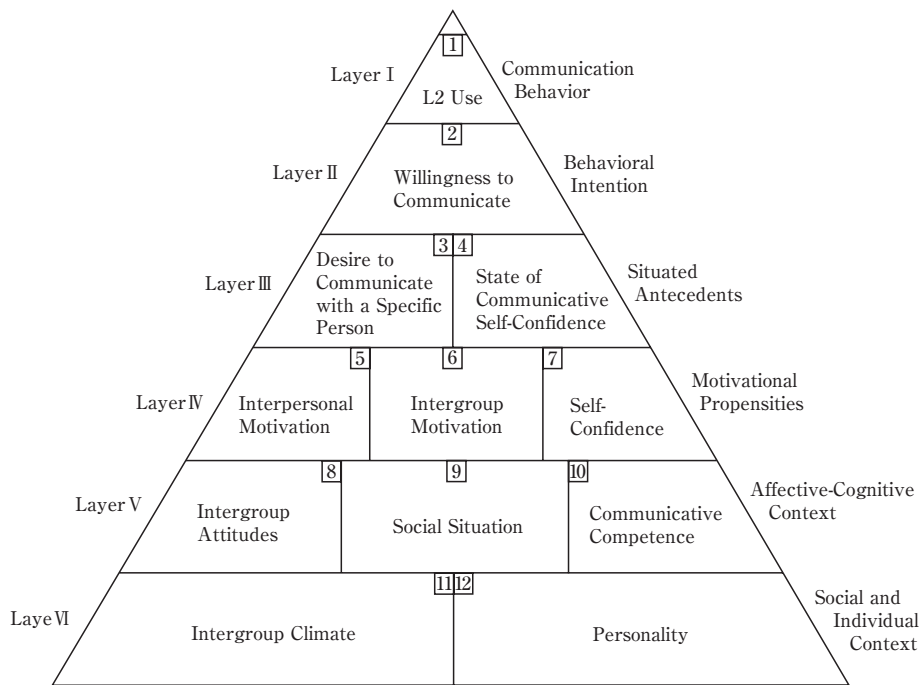 1
Layer Ⅰ
L2 Use
Communication
Behavior
2
Layer Ⅱ
Willingness to
Communicate
Behavioral
Intention
3 4
Layer Ⅲ
Desire to
Communicate
with a Specific
Person
State of
Communicative
Self-Confidence
Situated
Antecedents
5 6 7
Layer Ⅳ
Interpersonal
Motivation
Intergroup
Motivation
Self-
Confidence
Motivational
Propensities
8 9 10
Layer Ⅴ
Intergroup
Attitudes
Social Situation
Communicative
Competence
Affective-Cognitive
Context
11 12
Laye Ⅵ
Intergroup Climate
Personality
Social and
Individual
Context